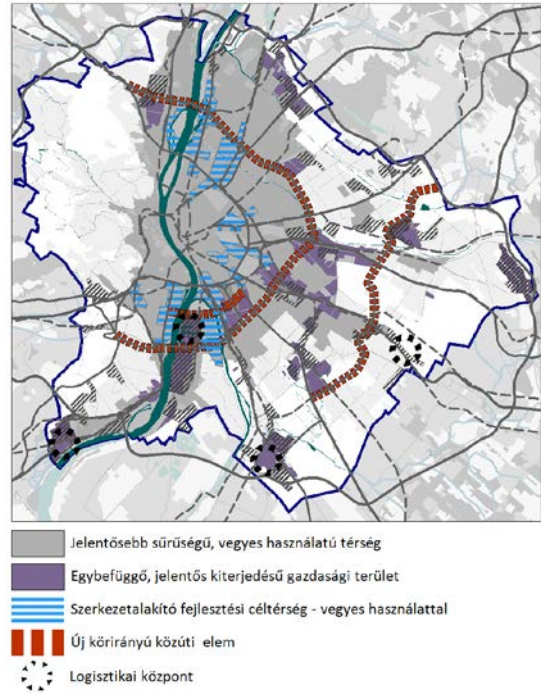 Jelentősebb sűrűségű, vegyes használatú térség
Egybefüggő, jelentős kiterjedésű gazdasági terület
Szerkezetalakító fejlesztési céltérség - vegyes használattal
Új körirányú közúti elem
Logisztikai központ